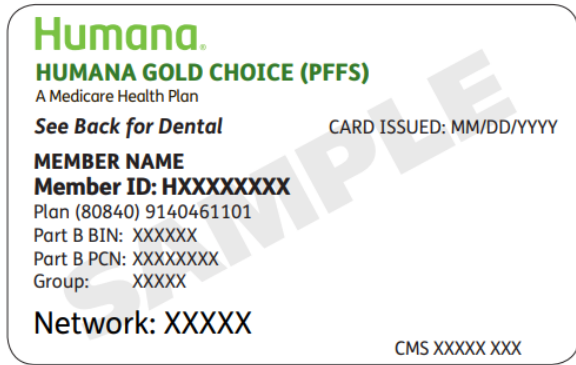 Humana®
HUMANA GOLD CHOICE (PFFS)
A Medicare Health Plan
See Back for Dental CARD ISSUED: MM/DD/YYYY
MEMBER NAME
Member ID: HXXXXXXXX
Plan (80840) 9140461101
Part B BIN: XXXXXX
Part B PCN: XXXXXXXX
Group: XXXXX
Network: XXXXX
CMS XXXXX XXX
SAMPLE